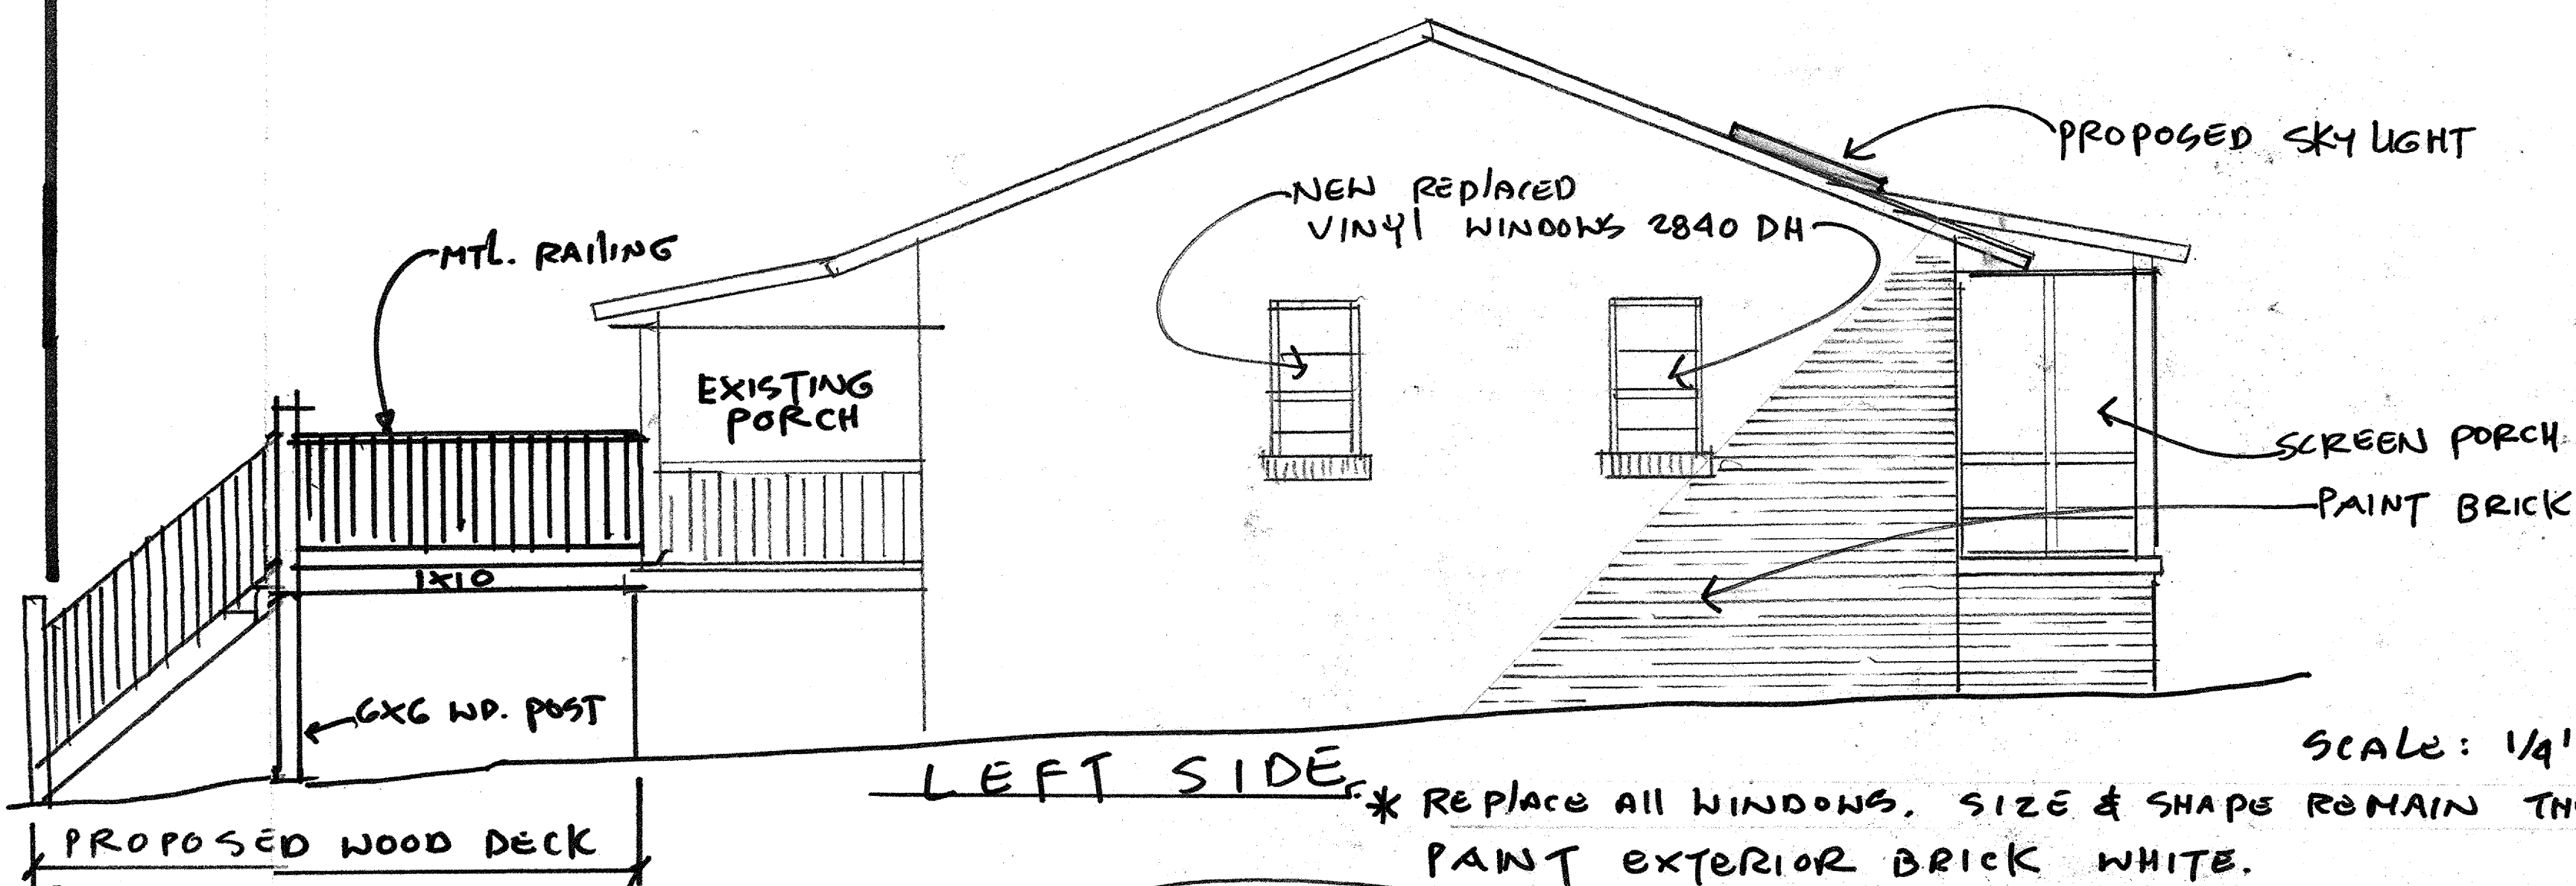 PROPOSED SKYLIGHT
NEW REPLACED
VINYL WINDOWS 2840 DH
MTL. RAILING
EXISTING
PORCH
SCREEN PORCH
PAINT BRICK
1X10
6X6 WD. POST
LEFT SIDE
SCALE: 1/4"
* REPLACE ALL WINDOWS. SIZE & SHAPE REMAIN TH
PAINT EXTERIOR BRICK WHITE.
PROPOSED WOOD DECK